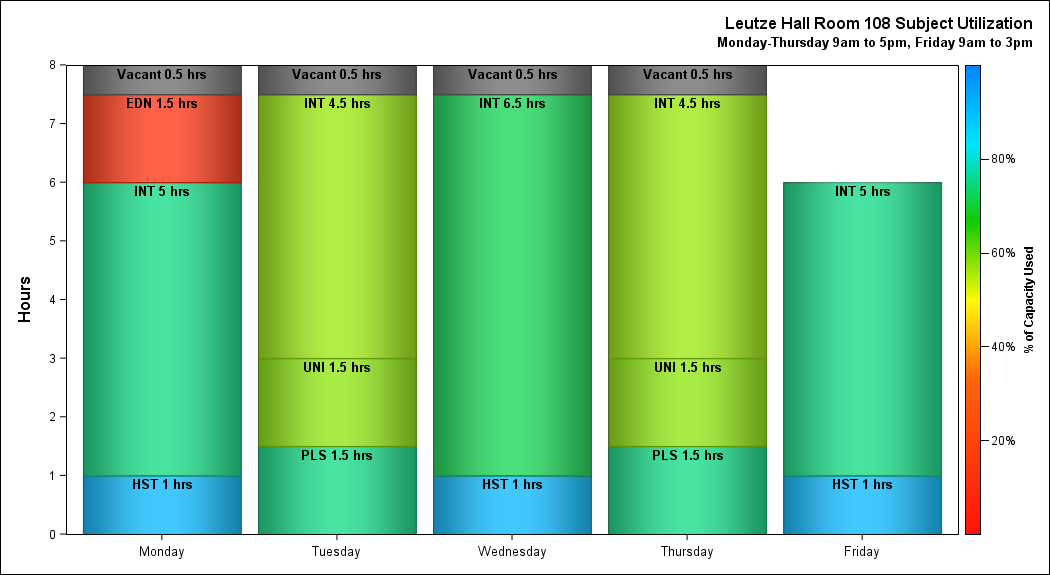 Leutze Hall Room 108 Subject Utilization
Monday-Thursday 9am to 5pm, Friday 9am to 3pm
Hours
8
7
6
5
4
3
2
1
0
Vacant 0.5 hrs
EDN 1.5 hrs
INT 5 hrs
HST 1 hrs
Vacant 0.5 hrs
INT 4.5 hrs
UNI 1.5 hrs
PLS 1.5 hrs
Vacant 0.5 hrs
INT 6.5 hrs
HST 1 hrs
Vacant 0.5 hrs
INT 4.5 hrs
UNI 1.5 hrs
PLS 1.5 hrs
INT 5 hrs
HST 1 hrs
Monday Tuesday Wednesday Thursday Friday
80%
60%
40%
20%
% of Capacity Used